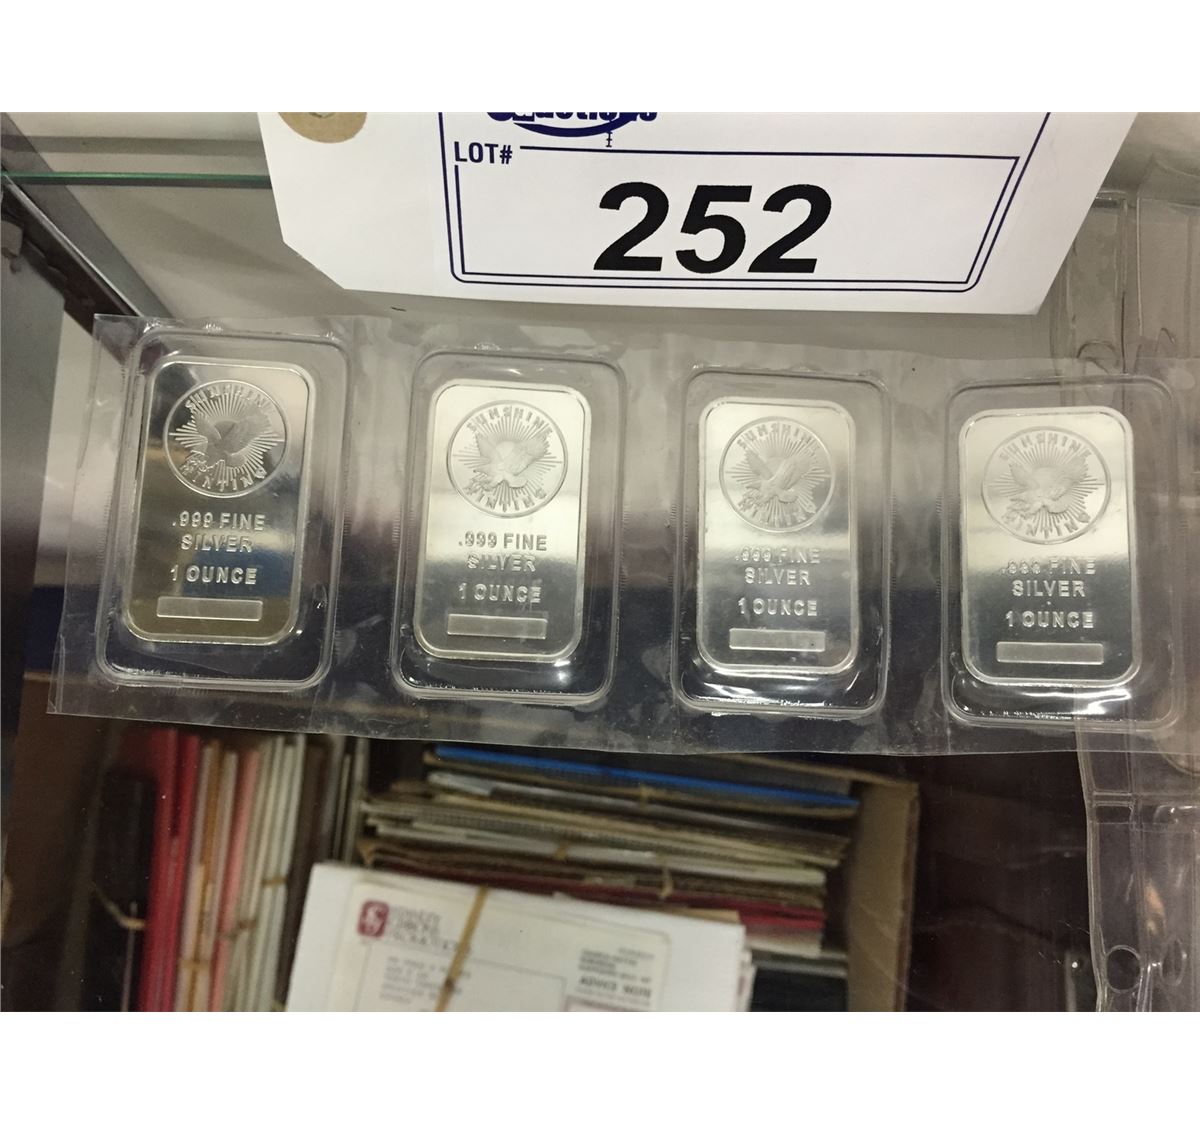 LOT#
252
SUNSHINE
MINTING
.999 FINE
SILVER
1 OUNCE
SUNSHINE
MINTING
.999 FINE
SILVER
1 OUNCE
SUNSHINE
MINTING
.999 FINE
SILVER
1 OUNCE
SUNSHINE
MINTING
.999 FINE
SILVER
1 OUNCE